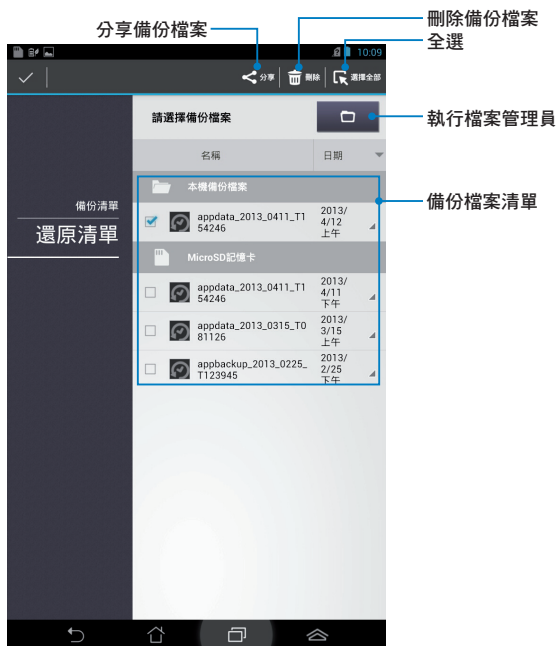 分享備份檔案
刪除備份檔案
全選
10:09
分享
刪除
選擇全部
請選擇備份檔案
執行檔案管理員
名稱
日期
本機備份檔案
備份檔案清單
備份清單
還原清單
appdata_2013_0411_T1
54246
2013/
4/12
上午
MicroSD記憶卡
appdata_2013_0411_T1
54246
2013/
4/11
下午
appdata_2013_0315_T0
81126
2013/
3/15
上午
appbackup_2013_0225_
T123945
2013/
2/25
下午